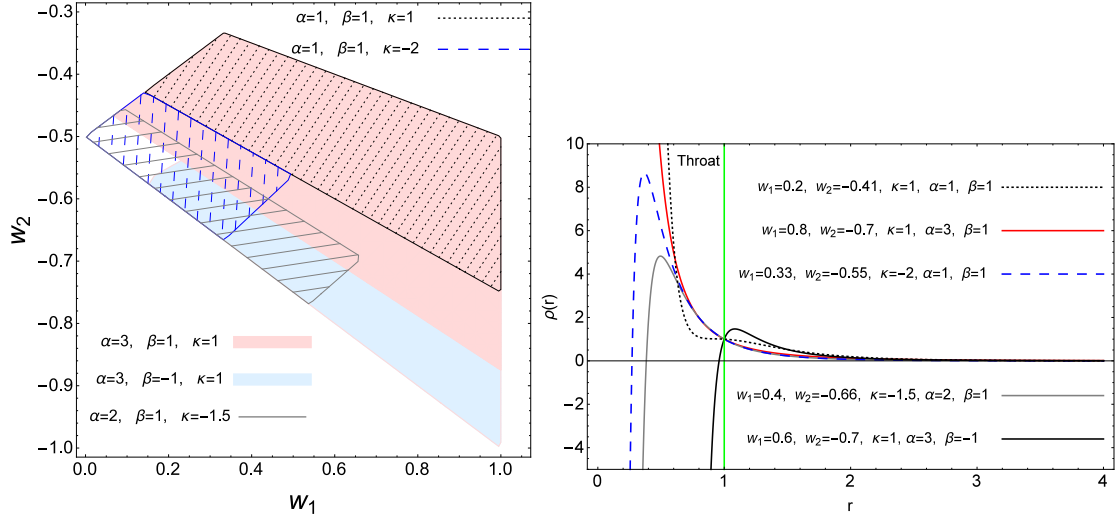 α=1, β=1, κ=1
α=1, β=1, κ=−2
−0.3
−0.4
−0.5
−0.6
−0.7
−0.8
−0.9
−1.0
w₂
α=3, β=1, κ=1
α=3, β=−1, κ=1
α=2, β=1, κ=−1.5
0.0 0.2 0.4 0.6 0.8 1.0
w₁
10
8
6
4
2
0
−2
−4
ρ(r)
Throat
w₁=0.2, w₂=−0.41, κ=1, α=1, β=1
w₁=0.8, w₂=−0.7, κ=1, α=3, β=1
w₁=0.33, w₂=−0.55, κ=−2, α=1, β=1
w₁=0.4, w₂=−0.66, κ=−1.5, α=2, β=1
w₁=0.6, w₂=−0.7, κ=1, α=3, β=−1
0 1 2 3 4
r